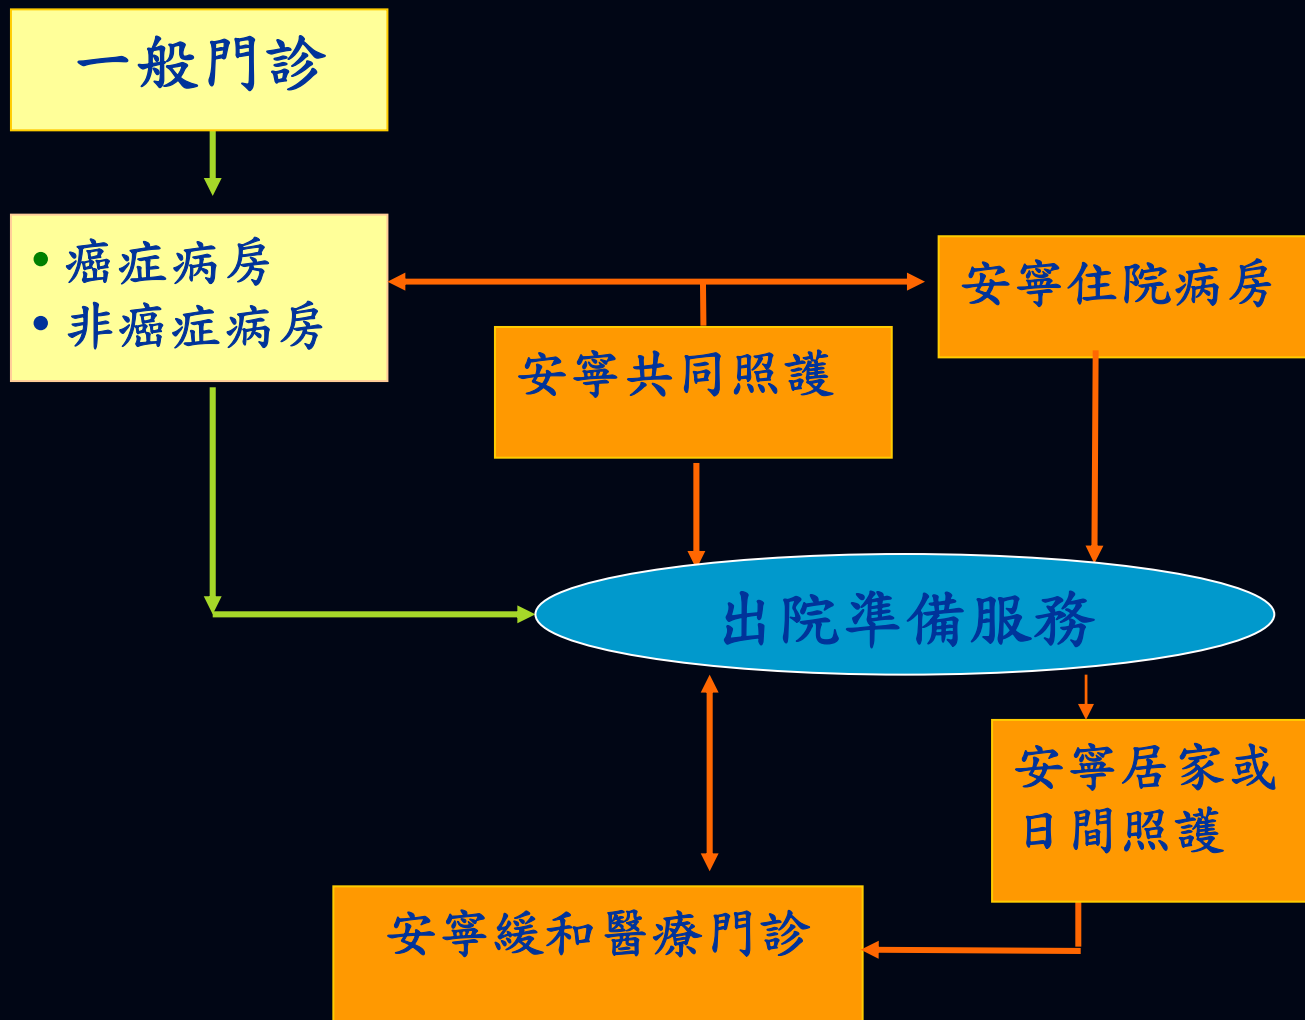 一般門診
• 癌症病房
• 非癌症病房
安寧住院病房
安寧共同照護
出院準備服務
安寧居家或
日間照護
安寧緩和醫療門診